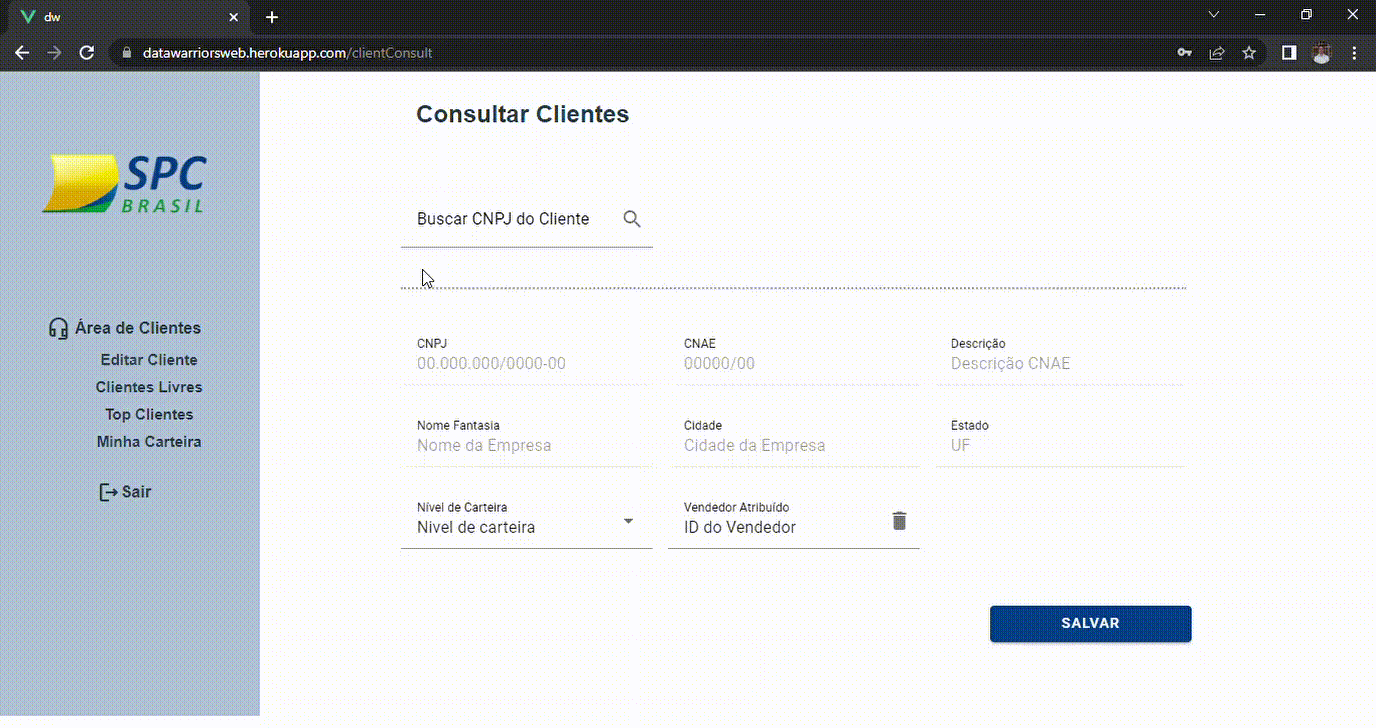 dw
datawarriorsweb.herokuapp.com/clientConsult
SPC
BRASIL
Área de Clientes
Editar Cliente
Clientes Livres
Top Clientes
Minha Carteira
Sair
Consultar Clientes
Buscar CNPJ do Cliente
CNPJ CNAE Descrição
00.000.000/0000-00 00000/00 Descrição CNAE
Nome Fantasia Cidade Estado
Nome da Empresa Cidade da Empresa UF
Nível de Carteira Vendedor Atribuído
Nivel de carteira ID do Vendedor
SALVAR